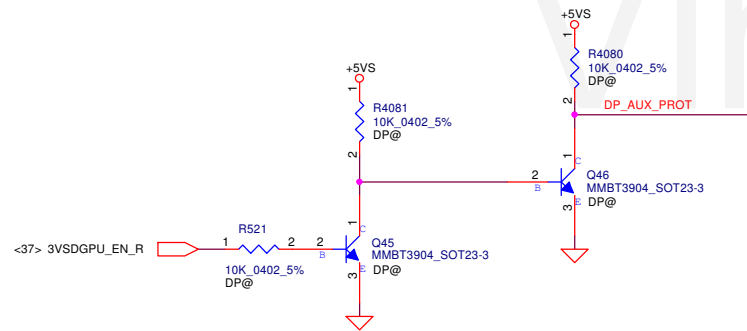 +5VS
1
R4080
10K_0402_5%
DP@
2
DP_AUX_PROT
+5VS
1
R4081
10K_0402_5%
DP@
2
1
C
2
B
Q46
MMBT3904_SOT23-3
DP@
E
3
<37> 3VSDGPU_EN_R
1
R521
2
10K_0402_5%
DP@
2
B
1
C
Q45
MMBT3904_SOT23-3
DP@
E
3